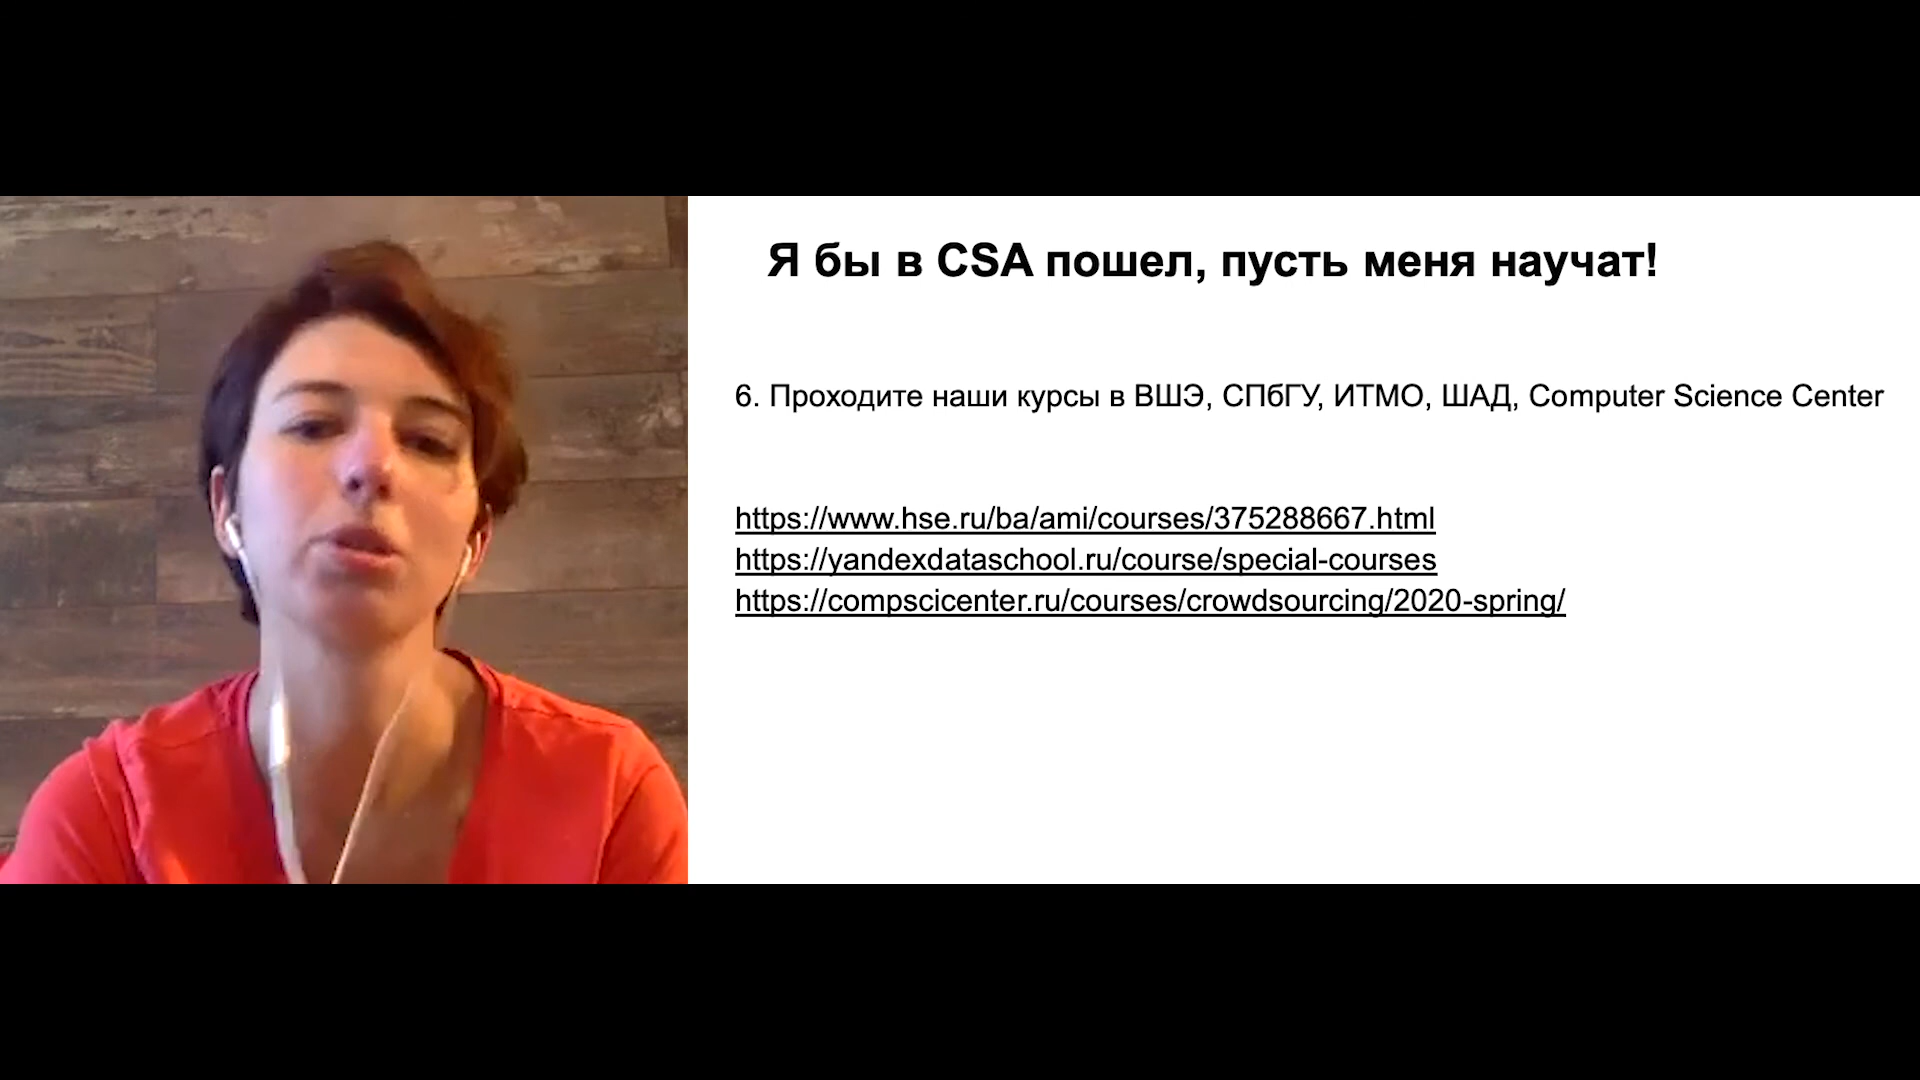 Я бы в CSA пошел, пусть меня научат!
6. Проходите наши курсы в ВШЭ, СПбГУ, ИТМО, ШАД, Computer Science Center
https://www.hse.ru/ba/ami/courses/375288667.html
https://yandexdataschool.ru/course/special-courses
https://compscicenter.ru/courses/crowdsourcing/2020-spring/